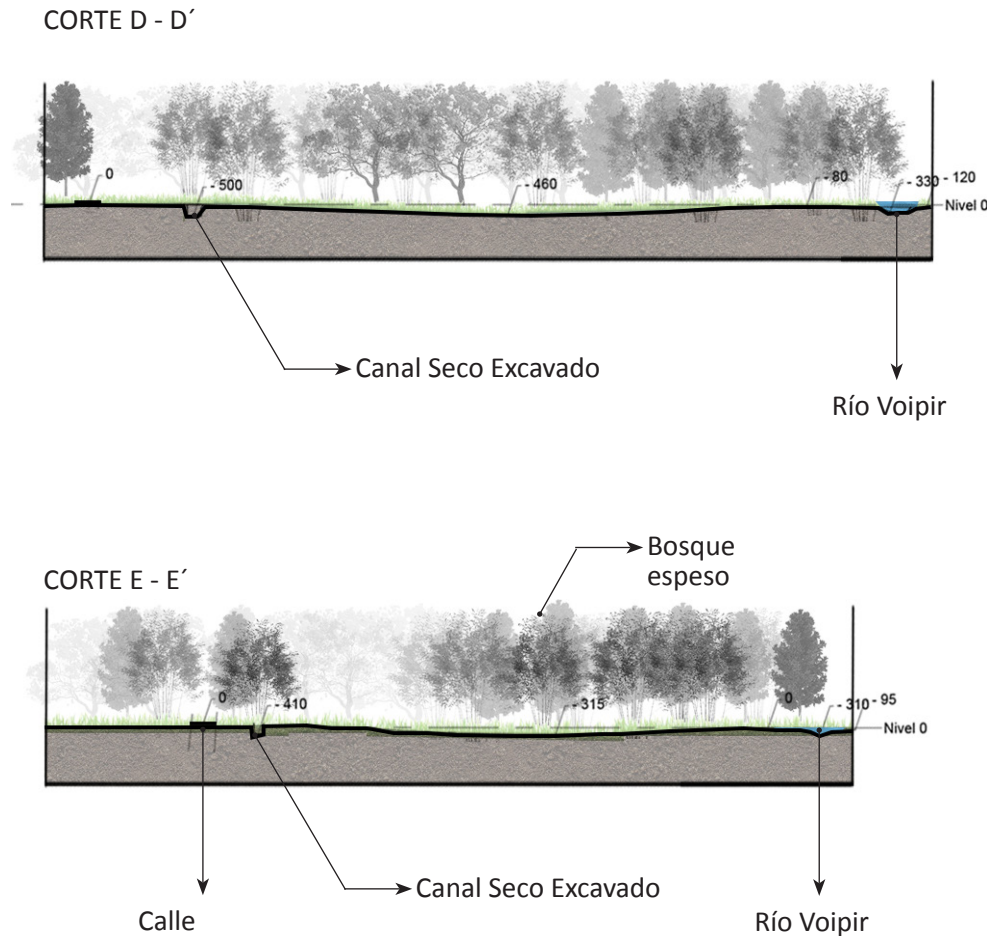 CORTE D - D´
0
- 500
- 460
- 80
- 330
- 120
Nivel 0
Canal Seco Excavado
Río Voipir
Bosque
espeso
CORTE E - E´
0
- 410
- 315
0
- 310
- 95
Nivel 0
Canal Seco Excavado
Calle
Río Voipir